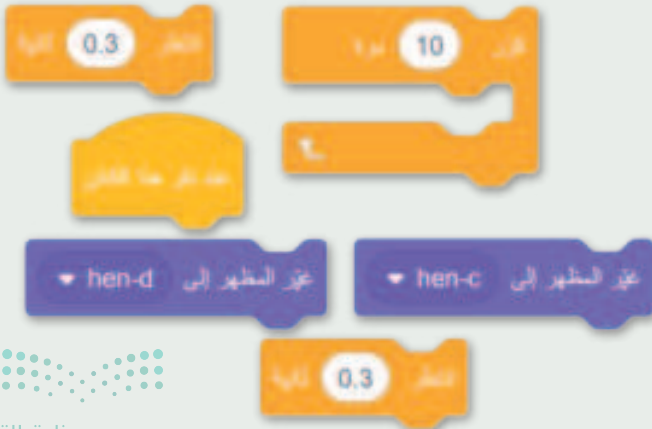 كرر 10 مرة
انتظر 0.3 ثانية
عند نقر هذا الكائن
غيّر المظهر إلى hen-c
غيّر المظهر إلى hen-d
انتظر 0.3 ثانية